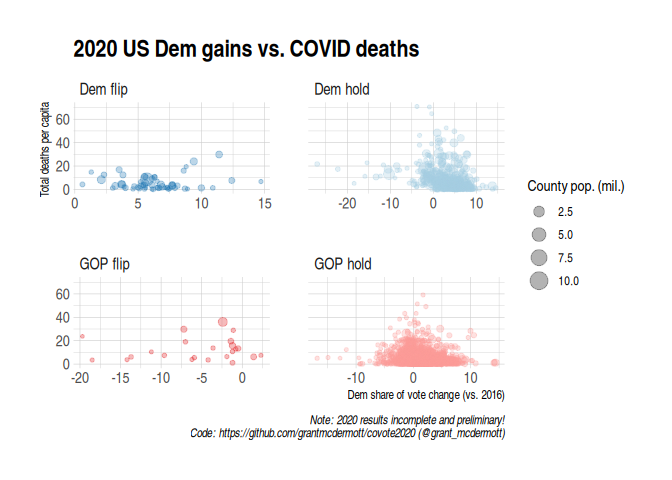 2020 US Dem gains vs. COVID deaths
Dem flip
Dem hold
Total deaths per capita
60
40
20
0
0
5
10
15
-20
-10
0
10
GOP flip
GOP hold
60
40
20
0
-20
-15
-10
-5
0
-10
0
10
Dem share of vote change (vs. 2016)
County pop. (mil.)
2.5
5.0
7.5
10.0
Note: 2020 results incomplete and preliminary!
Code: https://github.com/grantmcdermott/covote2020 (@grant_mcdermott)